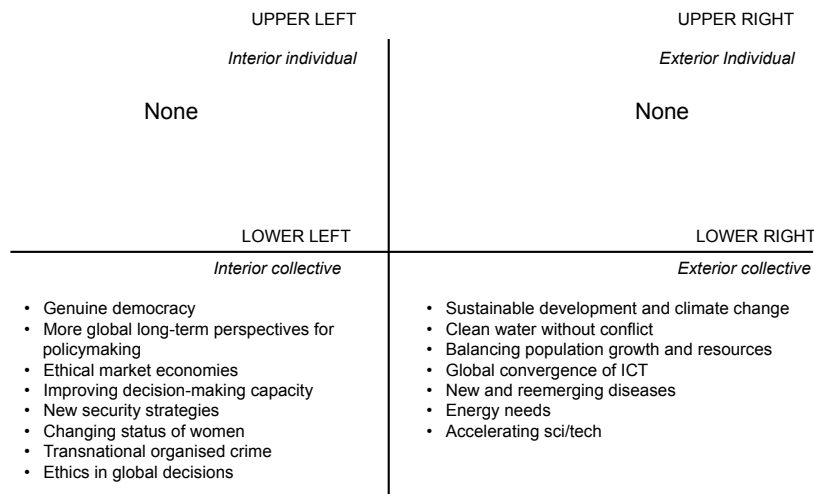 UPPER LEFT
Interior individual
None
UPPER RIGHT
Exterior Individual
None
LOWER LEFT
Interior collective
• Genuine democracy
• More global long-term perspectives for
policymaking
• Ethical market economies
• Improving decision-making capacity
• New security strategies
• Changing status of women
• Transnational organised crime
• Ethics in global decisions
LOWER RIGHT
Exterior collective
• Sustainable development and climate change
• Clean water without conflict
• Balancing population growth and resources
• Global convergence of ICT
• New and reemerging diseases
• Energy needs
• Accelerating sci/tech